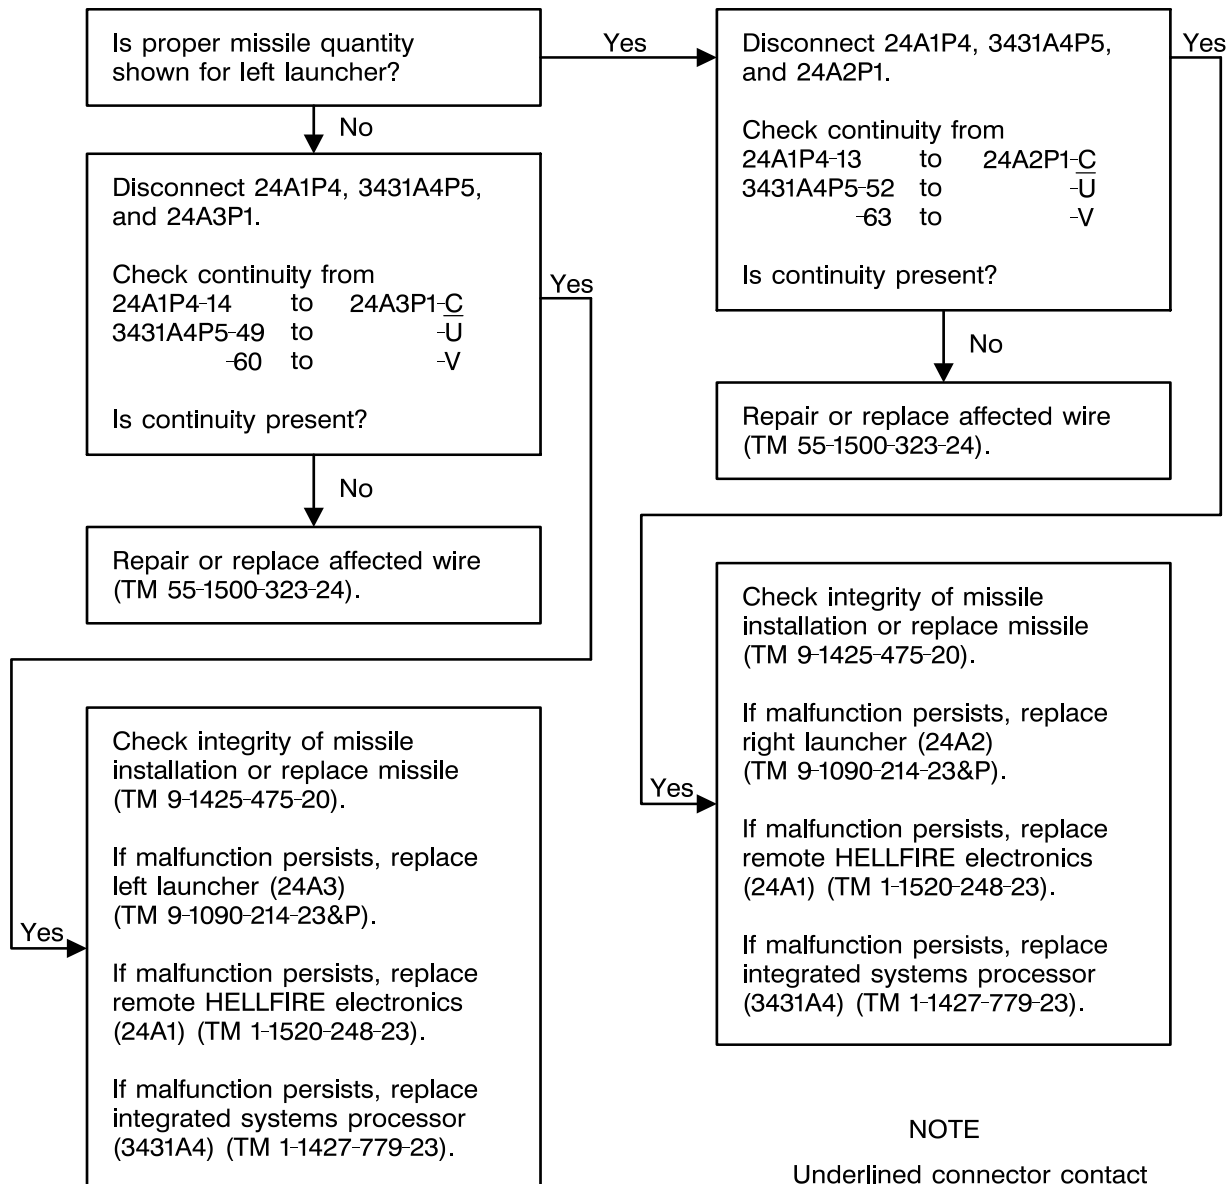 Is proper missile quantity
shown for left launcher?
Yes
No
Disconnect 24A1P4, 3431A4P5,
and 24A3P1.
Check continuity from
24A1P4-14 to 24A3P1-C
3431A4P5-49 to -U
-60 to -V
Is continuity present?
Yes
No
Repair or replace affected wire
(TM 55-1500-323-24).
Yes
Check integrity of missile
installation or replace missile
(TM 9-1425-475-20).
If malfunction persists, replace
left launcher (24A3)
(TM 9-1090-214-23&P).
If malfunction persists, replace
remote HELLFIRE electronics
(24A1) (TM 1-1520-248-23).
If malfunction persists, replace
integrated systems processor
(3431A4) (TM 1-1427-779-23).
Disconnect 24A1P4, 3431A4P5,
and 24A2P1.
Check continuity from
24A1P4-13 to 24A2P1-C
3431A4P5-52 to -U
-63 to -V
Is continuity present?
Yes
No
Repair or replace affected wire
(TM 55-1500-323-24).
Yes
Check integrity of missile
installation or replace missile
(TM 9-1425-475-20).
If malfunction persists, replace
right launcher (24A2)
(TM 9-1090-214-23&P).
If malfunction persists, replace
remote HELLFIRE electronics
(24A1) (TM 1-1520-248-23).
If malfunction persists, replace
integrated systems processor
(3431A4) (TM 1-1427-779-23).
NOTE
Underlined connector contact